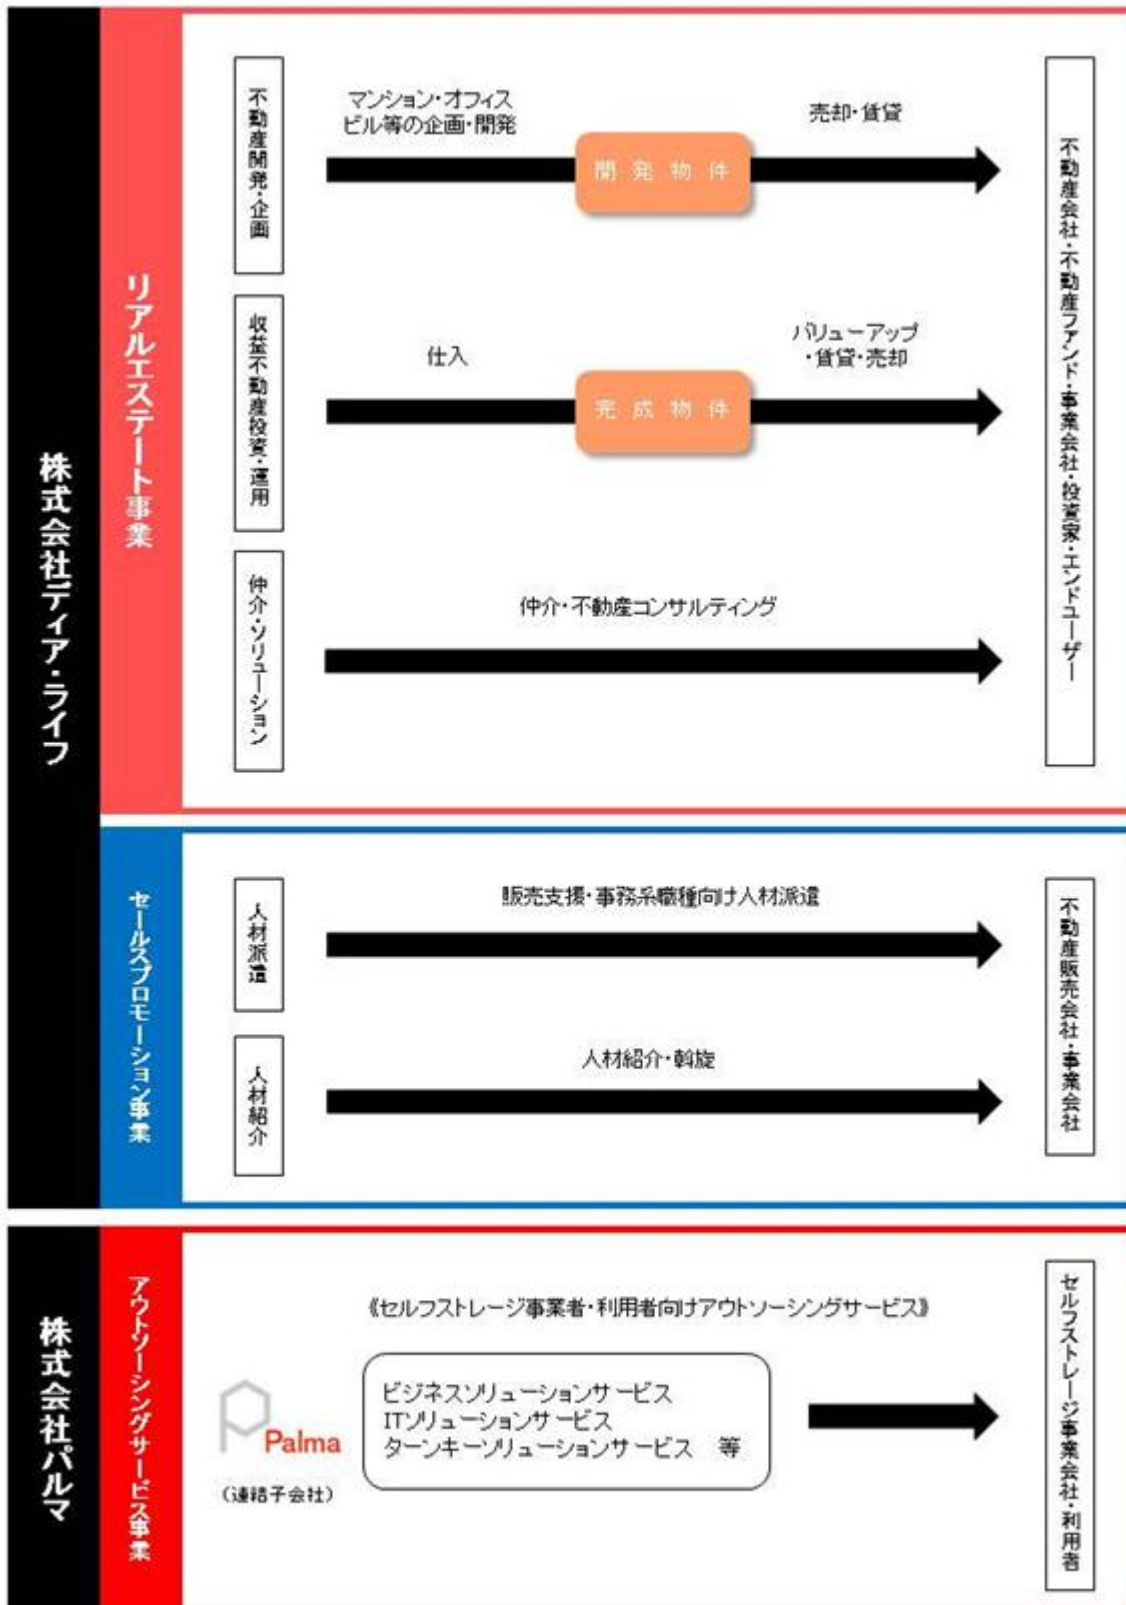 株式会社ディア・ライフ
リアルエステート事業
不動産開発・企画
マンション・オフィス
ビル等の企画・開発
開発物件
売却・賃貸
収益不動産投資・運用
仕入
完成物件
バリューアップ
・賃貸・売却
仲介・ソリューション
仲介・不動産コンサルティング
不動産会社・不動産ファンド・事業会社・投資家・エンドユーザー
セールスプロモーション事業
人材派遣
販売支援・事務系職種向け人材派遣
人材紹介
人材紹介・斡旋
不動産販売会社・事業会社
株式会社パルマ
アウトソーシングサービス事業
《セルフストレージ事業者・利用者向けアウトソーシングサービス》
Palma
(連結子会社)
ビジネスソリューションサービス
ITソリューションサービス
ターンキーソリューションサービス 等
セルフストレージ事業会社・利用者